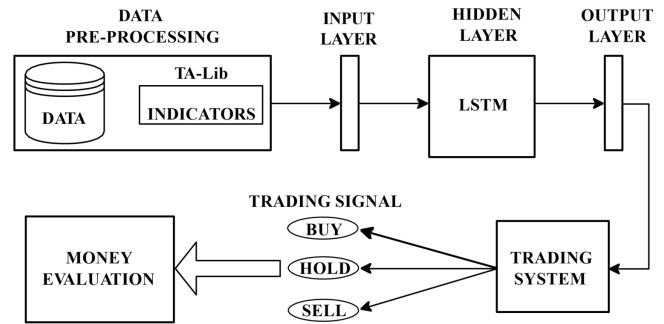 DATA
PRE-PROCESSING
INPUT
LAYER
HIDDEN
LAYER
OUTPUT
LAYER
TA-Lib
DATA
INDICATORS
LSTM
TRADING SIGNAL
BUY
HOLD
SELL
MONEY
EVALUATION
TRADING
SYSTEM